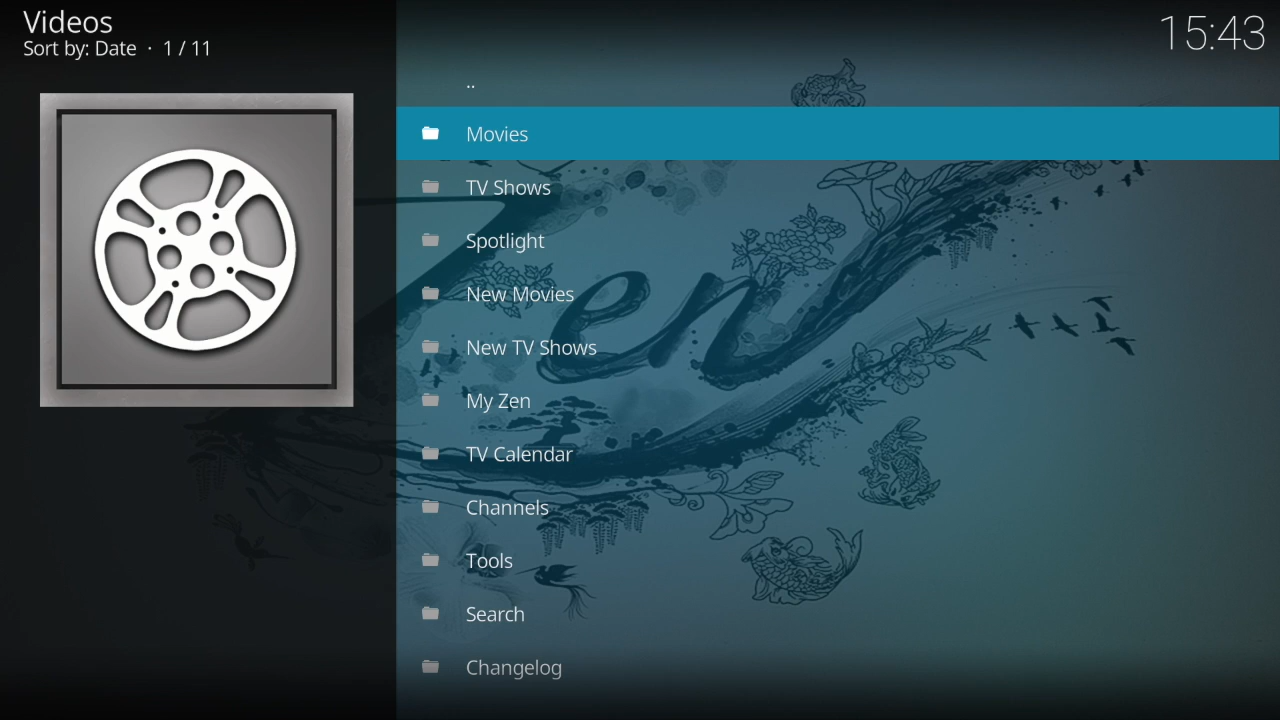 Videos
Sort by: Date · 1 / 11
15:43
..
Movies
TV Shows
Spotlight
New Movies
New TV Shows
My Zen
TV Calendar
Channels
Tools
Search
Changelog
Zen